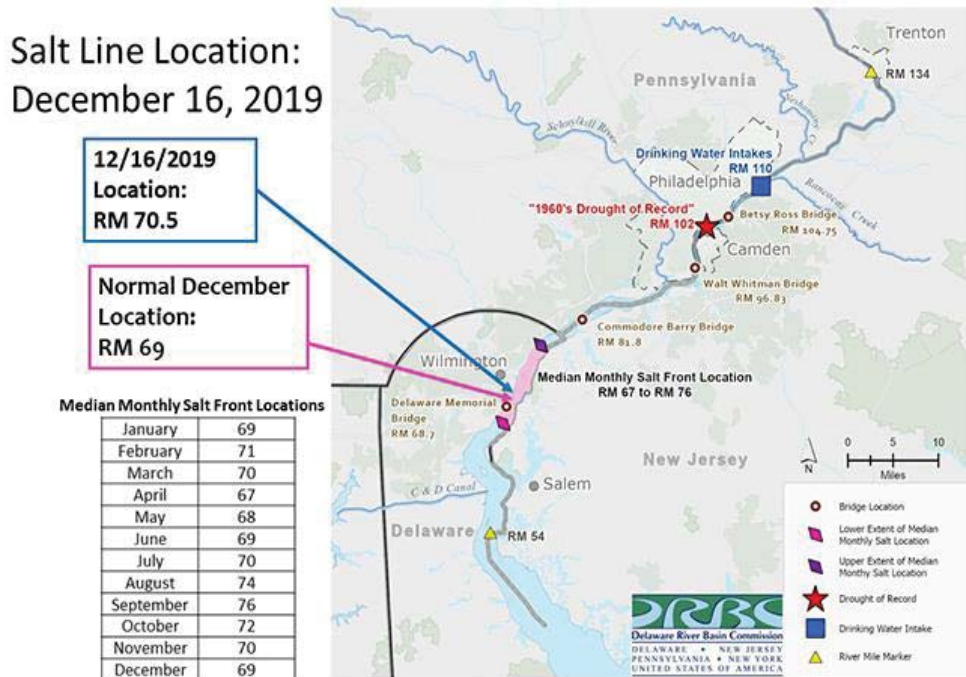 Salt Line Location:
December 16, 2019
12/16/2019
Location:
RM 70.5
Normal December
Location:
RM 69
Median Monthly Salt Front Locations
January 69
February 71
March 70
April 67
May 68
June 69
July 70
August 74
September 76
October 72
November 70
December 69
Trenton
RM 134
Pennsylvania
Schuylkill River
Neshaminy Cr
Drinking Water Intakes
RM 110
Philadelphia
Rancocas Creek
"1960's Drought of Record"
RM 102
Betsy Ross Bridge
RM 104.75
Camden
Walt Whitman Bridge
RM 96.83
Commodore Barry Bridge
RM 81.8
Wilmington
Median Monthly Salt Front Location
RM 67 to RM 76
Delaware Memorial
Bridge
RM 68.7
New Jersey
C & D Canal
Salem
Delaware
RM 54
N
0 5 10
Miles
Bridge Location
Lower Extent of Median
Monthly Salt Location
Upper Extent of Median
Monthy Salt Location
Drought of Record
Drinking Water Intake
River Mile Marker
DRBC
Delaware River Basin Commission
DELAWARE • NEW JERSEY
PENNSYLVANIA • NEW YORK
UNITED STATES OF AMERICA